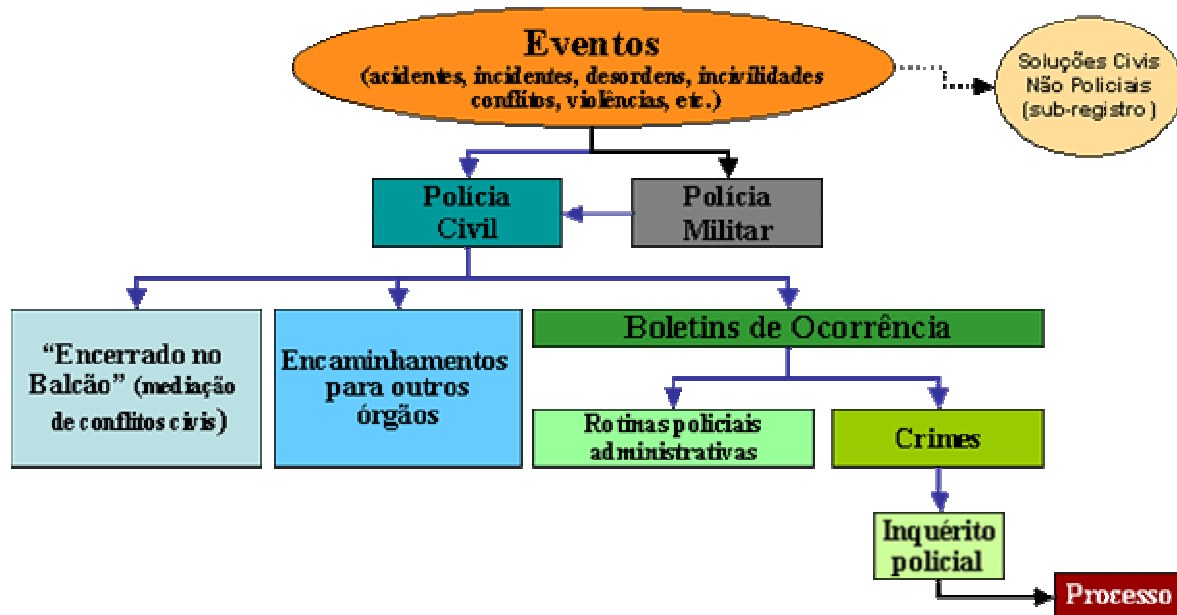 Eventos
(acidentes, incidentes, desordens, incivilidades
conflitos, violências, etc.)
Soluções Civis
Não Policiais
(sub-registro)
Polícia
Civil
Polícia
Militar
“Encerrado no
Balcão” (mediação
de conflitos civis)
Encaminhamentos
para outros
órgãos
Boletins de Ocorrência
Rotinas policiais
administrativas
Crimes
Inquérito
policial
Processo